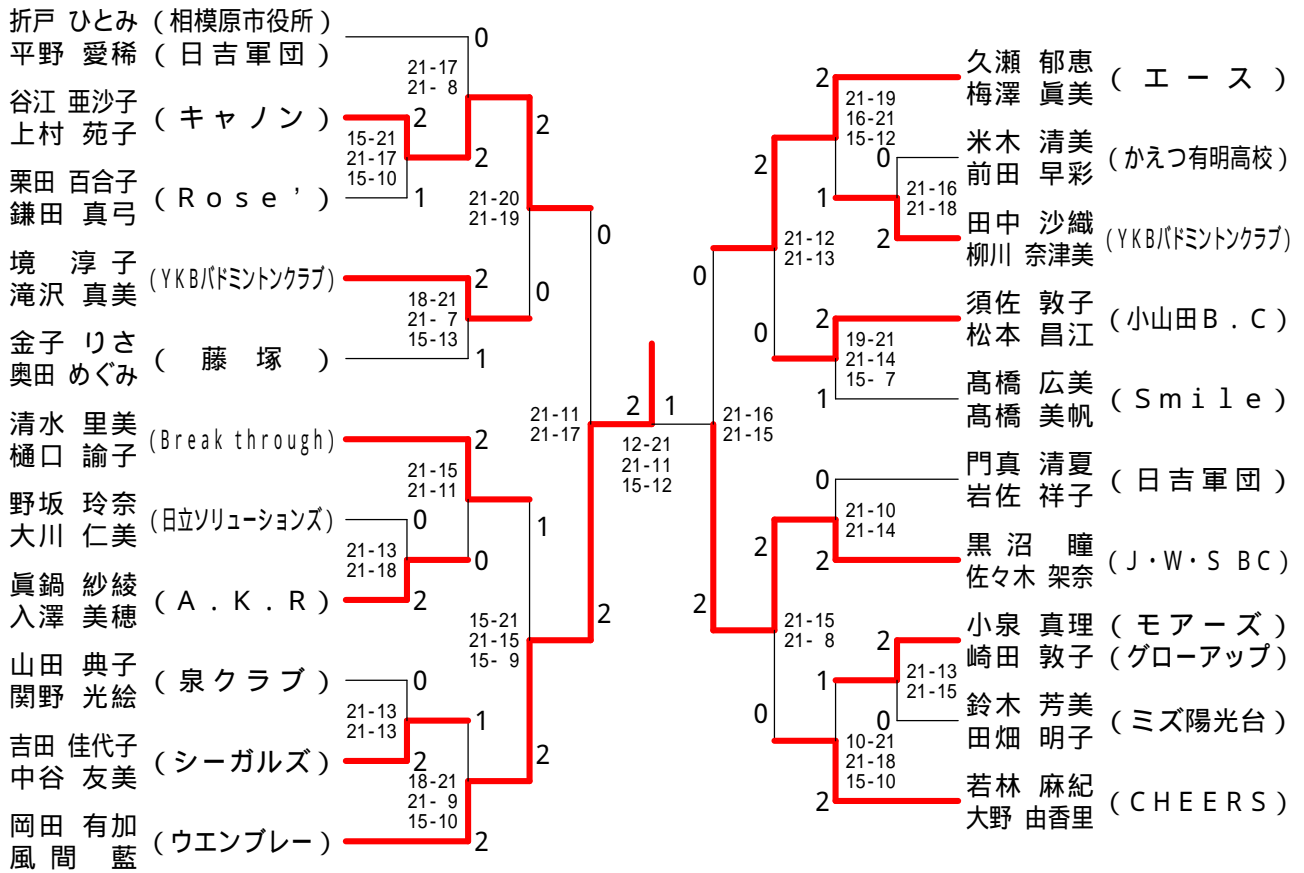 折戸 ひとみ (相模原市役所)
平野 愛稀 (日吉軍団)
0
21-17
21- 8
谷江 亜沙子
上村 苑子
(キャノン)
2
15-21
21-17
15-10
2
2
栗田 百合子
鎌田 真弓
(Rose’)
1
21-20
21-19
0
境 淳子
滝沢 真美
(YKBバドミントンクラブ)
2
18-21
21- 7
15-13
0
金子 りさ
奥田 めぐみ
(藤塚)
1
清水 里美
樋口 諭子
(Break through)
2
21-11
21-17
21-15
21-11
野坂 玲奈
大川 仁美
(日立ソリューションズ)
0
1
21-13
21-18
0
眞鍋 紗綾
入澤 美穂
(A.K.R)
2
15-21
21-15
15- 9
2
山田 典子
関野 光絵
(泉クラブ)
0
21-13
21-13
1
吉田 佳代子
中谷 友美
(シーガルズ)
2
2
18-21
21- 9
15-10
岡田 有加
風間 藍
(ウエンブレー)
2
2
1
12-21
21-11
15-12
久瀬 郁恵
梅澤 眞美
(エース)
2
21-19
16-21
15-12
米木 清美
前田 早彩
(かえつ有明高校)
0
2
21-16
21-18
1
田中 沙織
柳川 奈津美
(YKBバドミントンクラブ)
2
21-12
21-13
0
須佐 敦子
松本 昌江
(小山田B.C)
2
0
19-21
21-14
15- 7
髙橋 広美
髙橋 美帆
(Smile)
1
21-16
21-15
門真 清夏
岩佐 祥子
(日吉軍団)
0
21-10
21-14
黒沼 瞳
佐々木 架奈
(J・W・S BC)
2
2
2
21-15
21- 8
小泉 真理 (モアーズ)
崎田 敦子 (グローアップ)
2
21-13
21-15
1
鈴木 芳美
田畑 明子
(ミズ陽光台)
0
0
10-21
21-18
15-10
若林 麻紀
大野 由香里
(CHEERS)
2